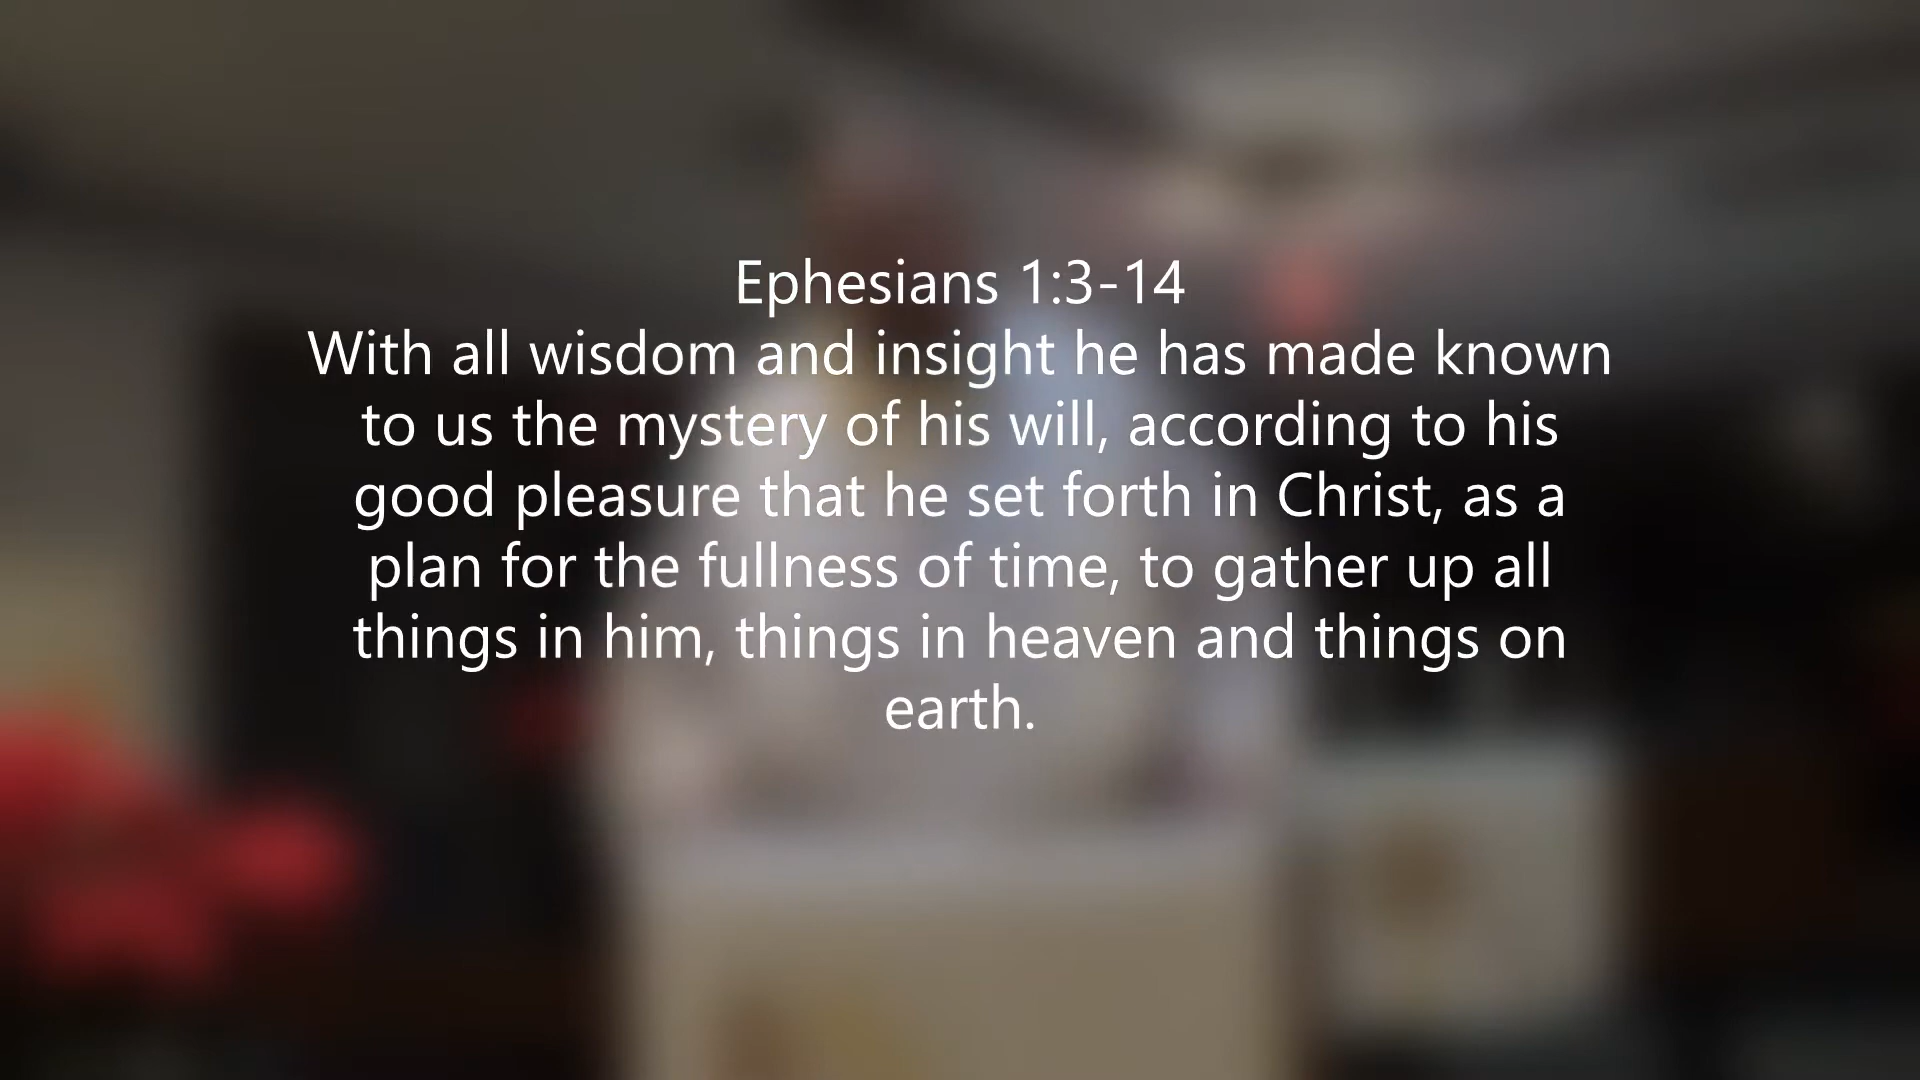 Ephesians 1:3-14
With all wisdom and insight he has made known
to us the mystery of his will, according to his
good pleasure that he set forth in Christ, as a
plan for the fullness of time, to gather up all
things in him, things in heaven and things on
earth.